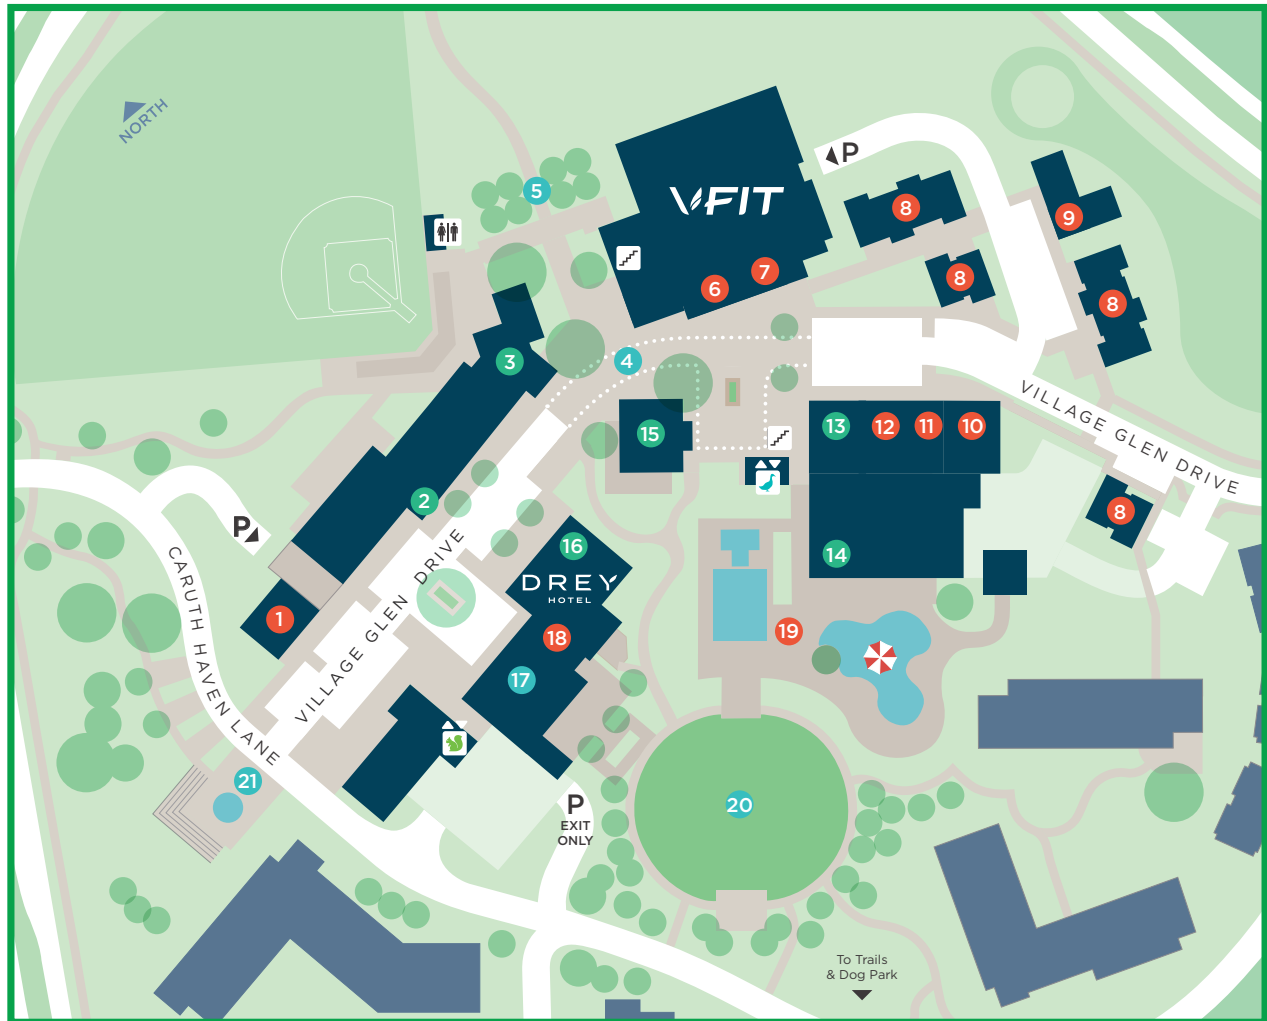 NORTH
5
P
VFIT
8
9
7
6
8
8
3
4
VILLAGE GLEN DRIVE
15
13
12
11
10
2
8
P
16
14
DREY
HOTEL
CARUTH HAVEN LANE
VILLAGE GLEN DRIVE
1
18
19
17
21
20
P
EXIT
ONLY
To Trails
& Dog Park